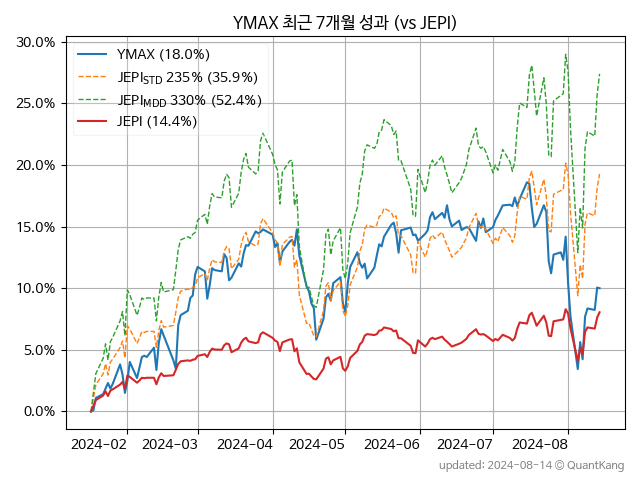 YMAX 최근 7개월 성과 (vs JEPI)
30.0%
25.0%
20.0%
15.0%
10.0%
5.0%
0.0%
YMAX (18.0%)
JEPISTD 235% (35.9%)
JEPIMDD 330% (52.4%)
JEPI (14.4%)
2024-02 2024-03 2024-04 2024-05 2024-06 2024-07 2024-08
updated: 2024-08-14 © QuantKang